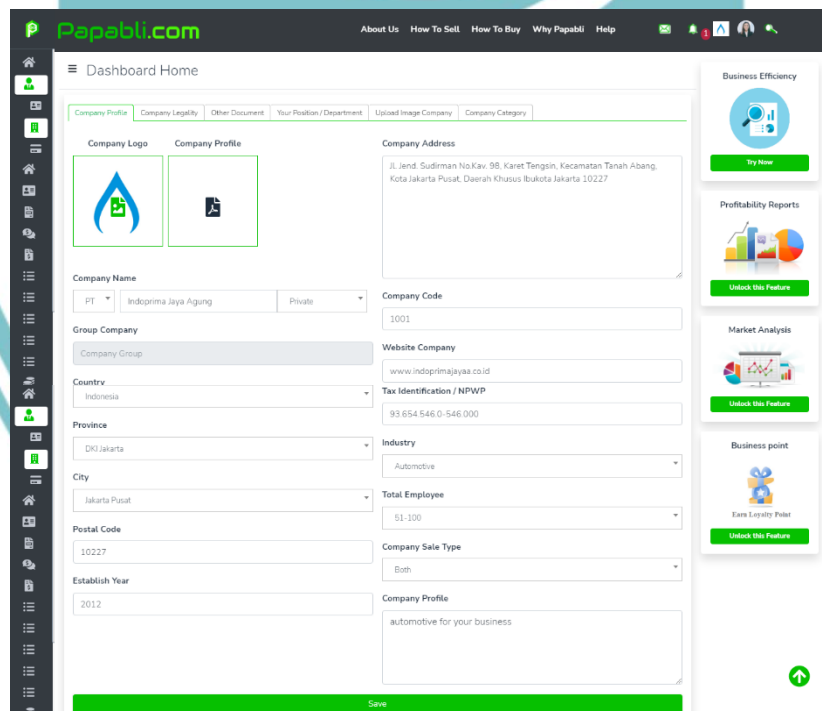 Papabli.com
About Us How To Sell How To Buy Why Papabli Help
1
Dashboard Home
Company Profile Company Legality Other Document Your Position / Department Upload Image Company Company Category
Company Logo Company Profile
Company Name
PT Indoprima Jaya Agung Private
Group Company
Company Group
Country
Indonesia
Province
DKI Jakarta
City
Jakarta Pusat
Postal Code
10227
Establish Year
2012
Company Address
Jl. Jend. Sudirman No.Kav. 98, Karet Tengsin, Kecamatan Tanah Abang,
Kota Jakarta Pusat, Daerah Khusus Ibukota Jakarta 10227
Company Code
1001
Website Company
www.indoprimajayaa.co.id
Tax Identification / NPWP
93.654.546.0-546.000
Industry
Automotive
Total Employee
51-100
Company Sale Type
Both
Company Profile
automotive for your business
Save
Business Efficiency
Try Now
Profitability Reports
Unlock this Feature
Market Analysis
Unlock this Feature
Business point
Earn Loyalty Point
Unlock this Feature